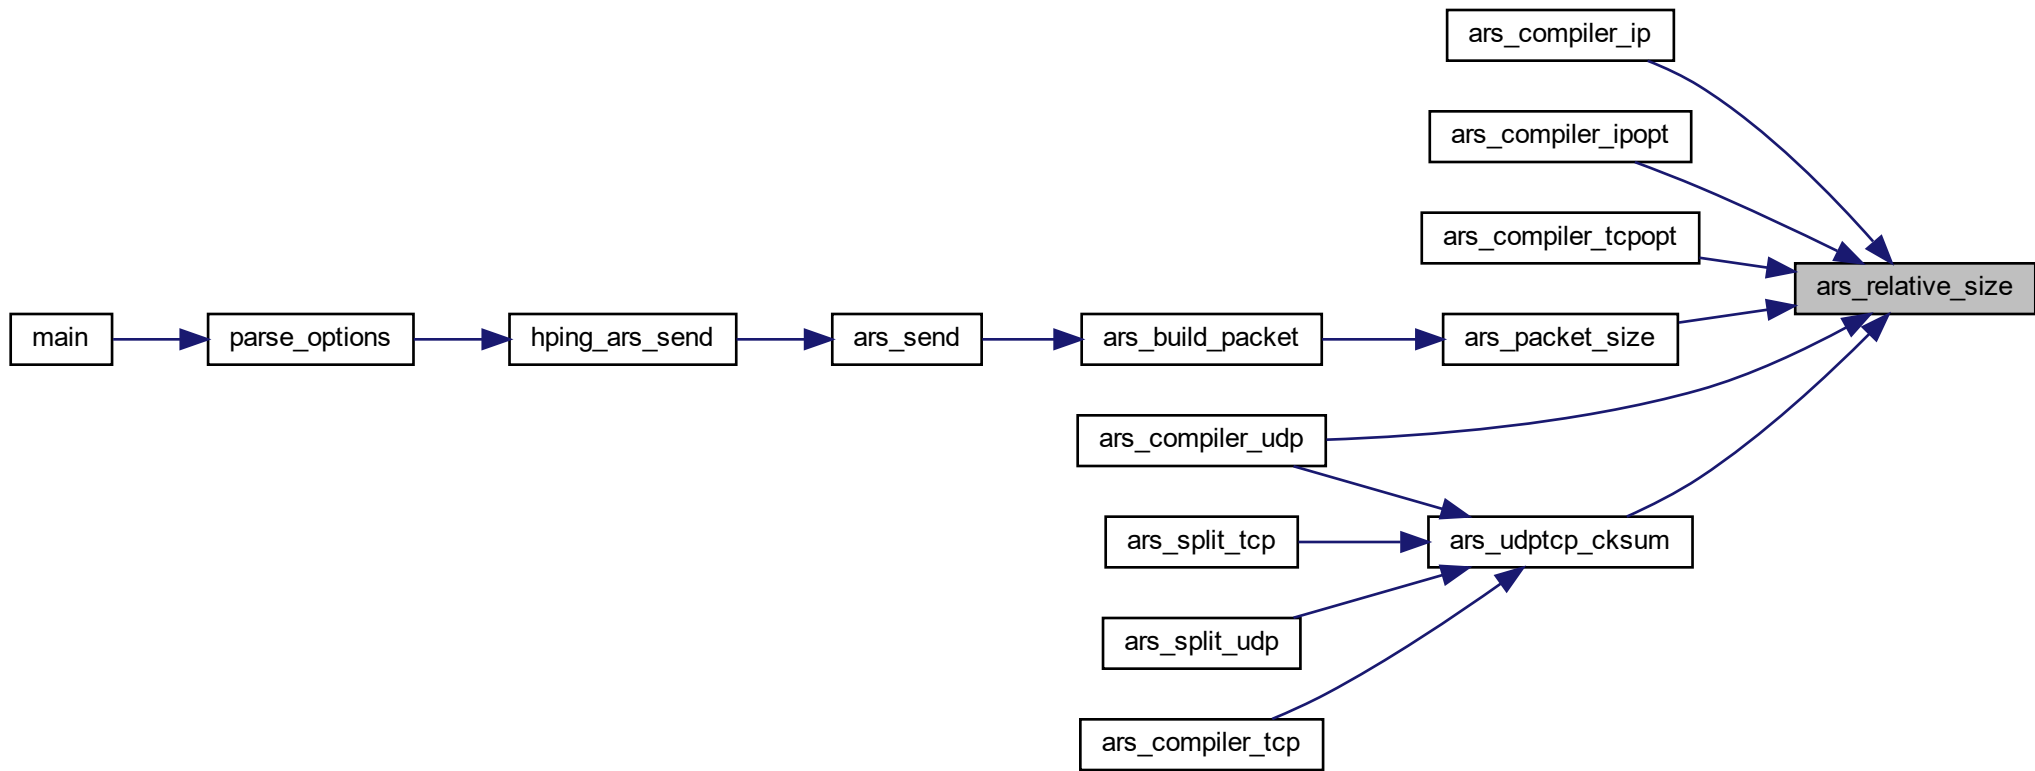 ars_compiler_ip
ars_compiler_ipopt
ars_compiler_tcpopt
ars_relative_size
main
parse_options
hping_ars_send
ars_send
ars_build_packet
ars_packet_size
ars_compiler_udp
ars_split_tcp
ars_udptcp_cksum
ars_split_udp
ars_compiler_tcp